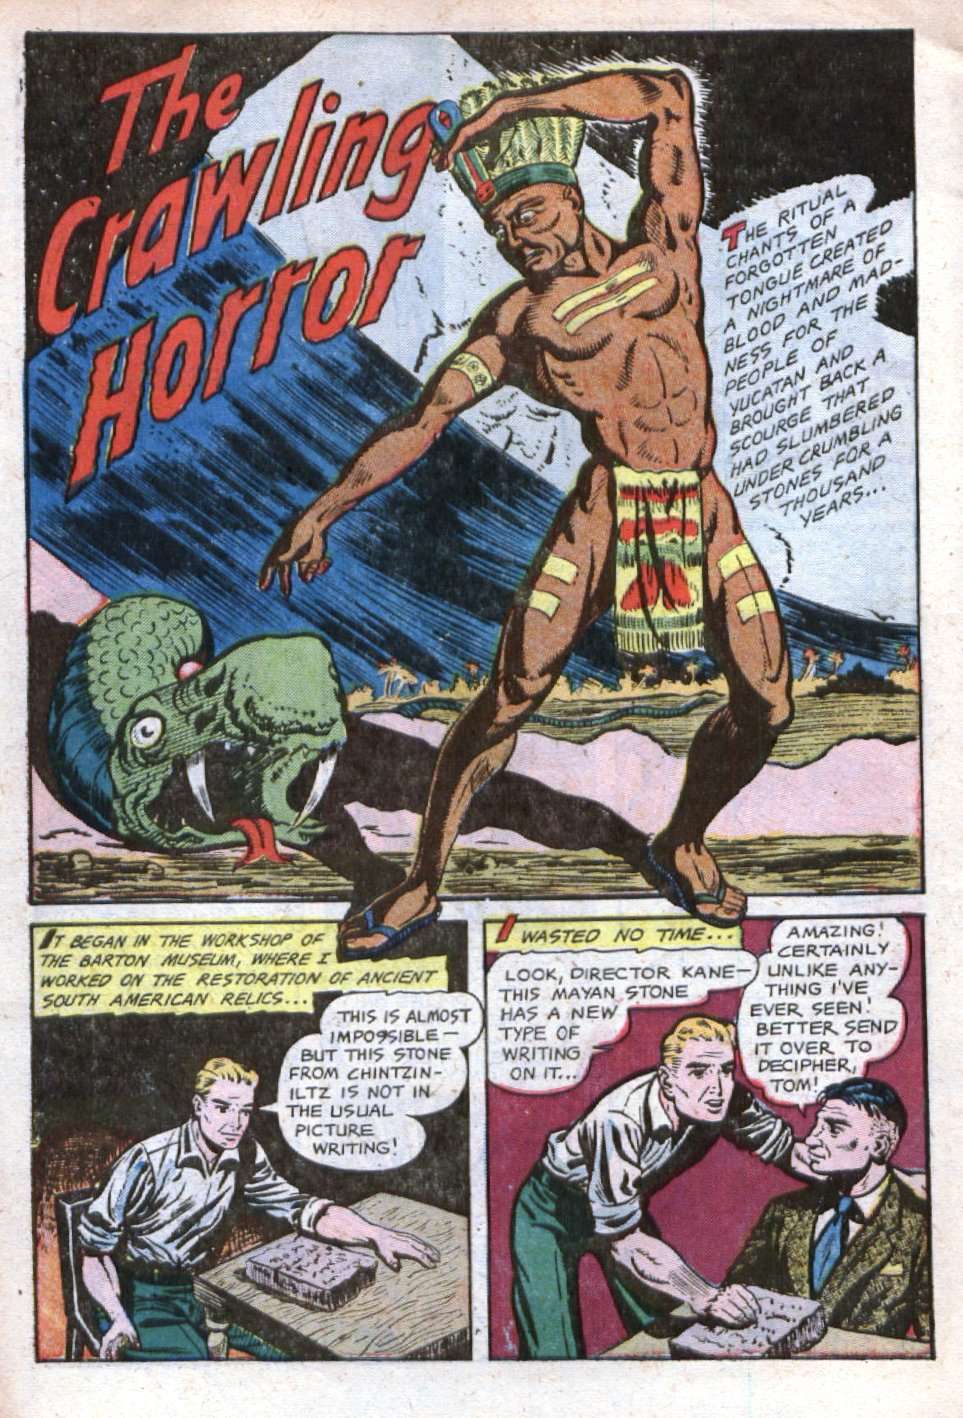 The
Crawling
Horror
THE RITUAL
CHANTS OF A
FORGOTTEN
TONGUE CREATED
A NIGHTMARE OF
BLOOD AND MAD-
NESS FOR THE
PEOPLE OF
YUCATAN AND
BROUGHT BACK A
SCOURGE THAT
HAD SLUMBERED
UNDER CRUMBLING
STONES FOR A
THOUSAND
YEARS...
IT BEGAN IN THE WORKSHOP OF
THE BARTON MUSEUM, WHERE I
WORKED ON THE RESTORATION OF ANCIENT
SOUTH AMERICAN RELICS...
THIS IS ALMOST
IMPOSSIBLE—
BUT THIS STONE
FROM CHINTZIN-
ILTZ IS NOT IN
THE USUAL
PICTURE
WRITING!
I WASTED NO TIME...
LOOK, DIRECTOR KANE—
THIS MAYAN STONE
HAS A NEW
TYPE OF
WRITING
ON IT...
AMAZING!
CERTAINLY
UNLIKE ANY-
THING I'VE
EVER SEEN!
BETTER SEND
IT OVER TO
DECIPHER,
TOM!